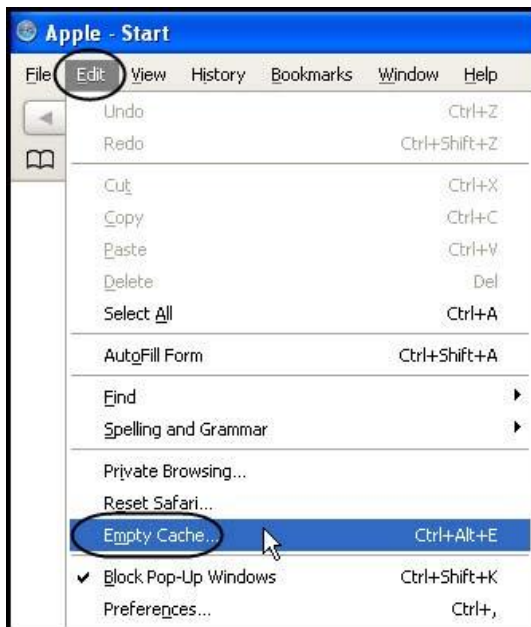 Apple - Start
File Edit View History Bookmarks Window Help
Undo Ctrl+Z
Redo Ctrl+Shift+Z
Cut Ctrl+X
Copy Ctrl+C
Paste Ctrl+V
Delete Del
Select All Ctrl+A
AutoFill Form Ctrl+Shift+A
Find
Spelling and Grammar
Private Browsing...
Reset Safari...
Empty Cache... Ctrl+Alt+E
Block Pop-Up Windows Ctrl+Shift+K
Preferences... Ctrl+,